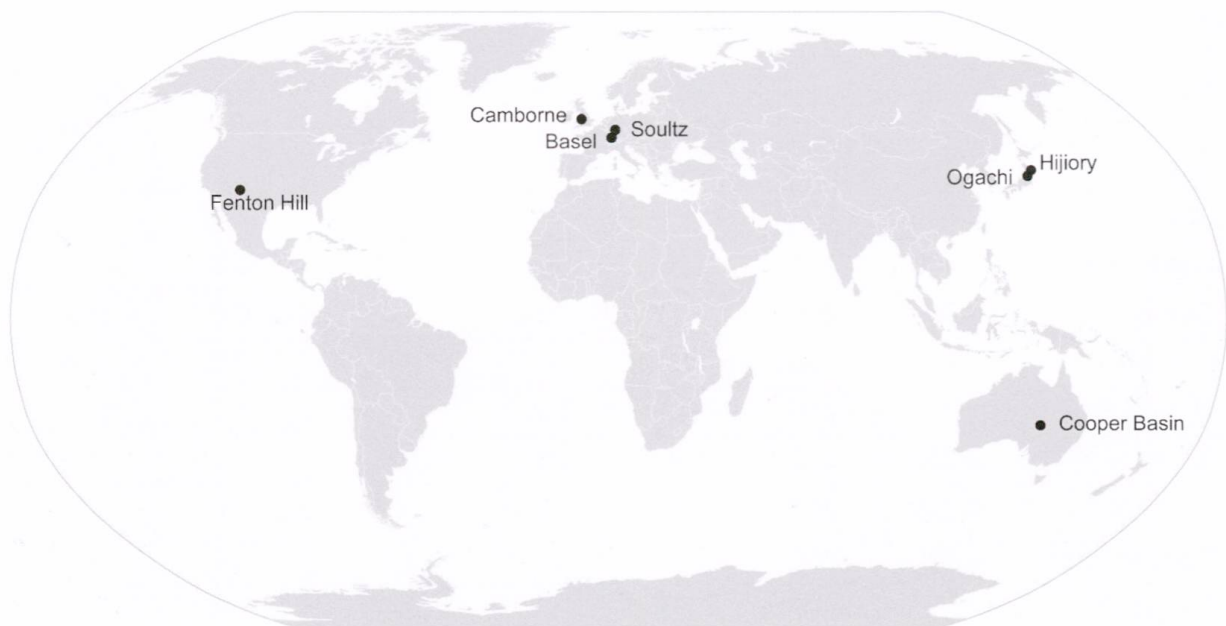 Camborne
Basel
Soultz
Fenton Hill
Hijiory
Ogachi
Cooper Basin